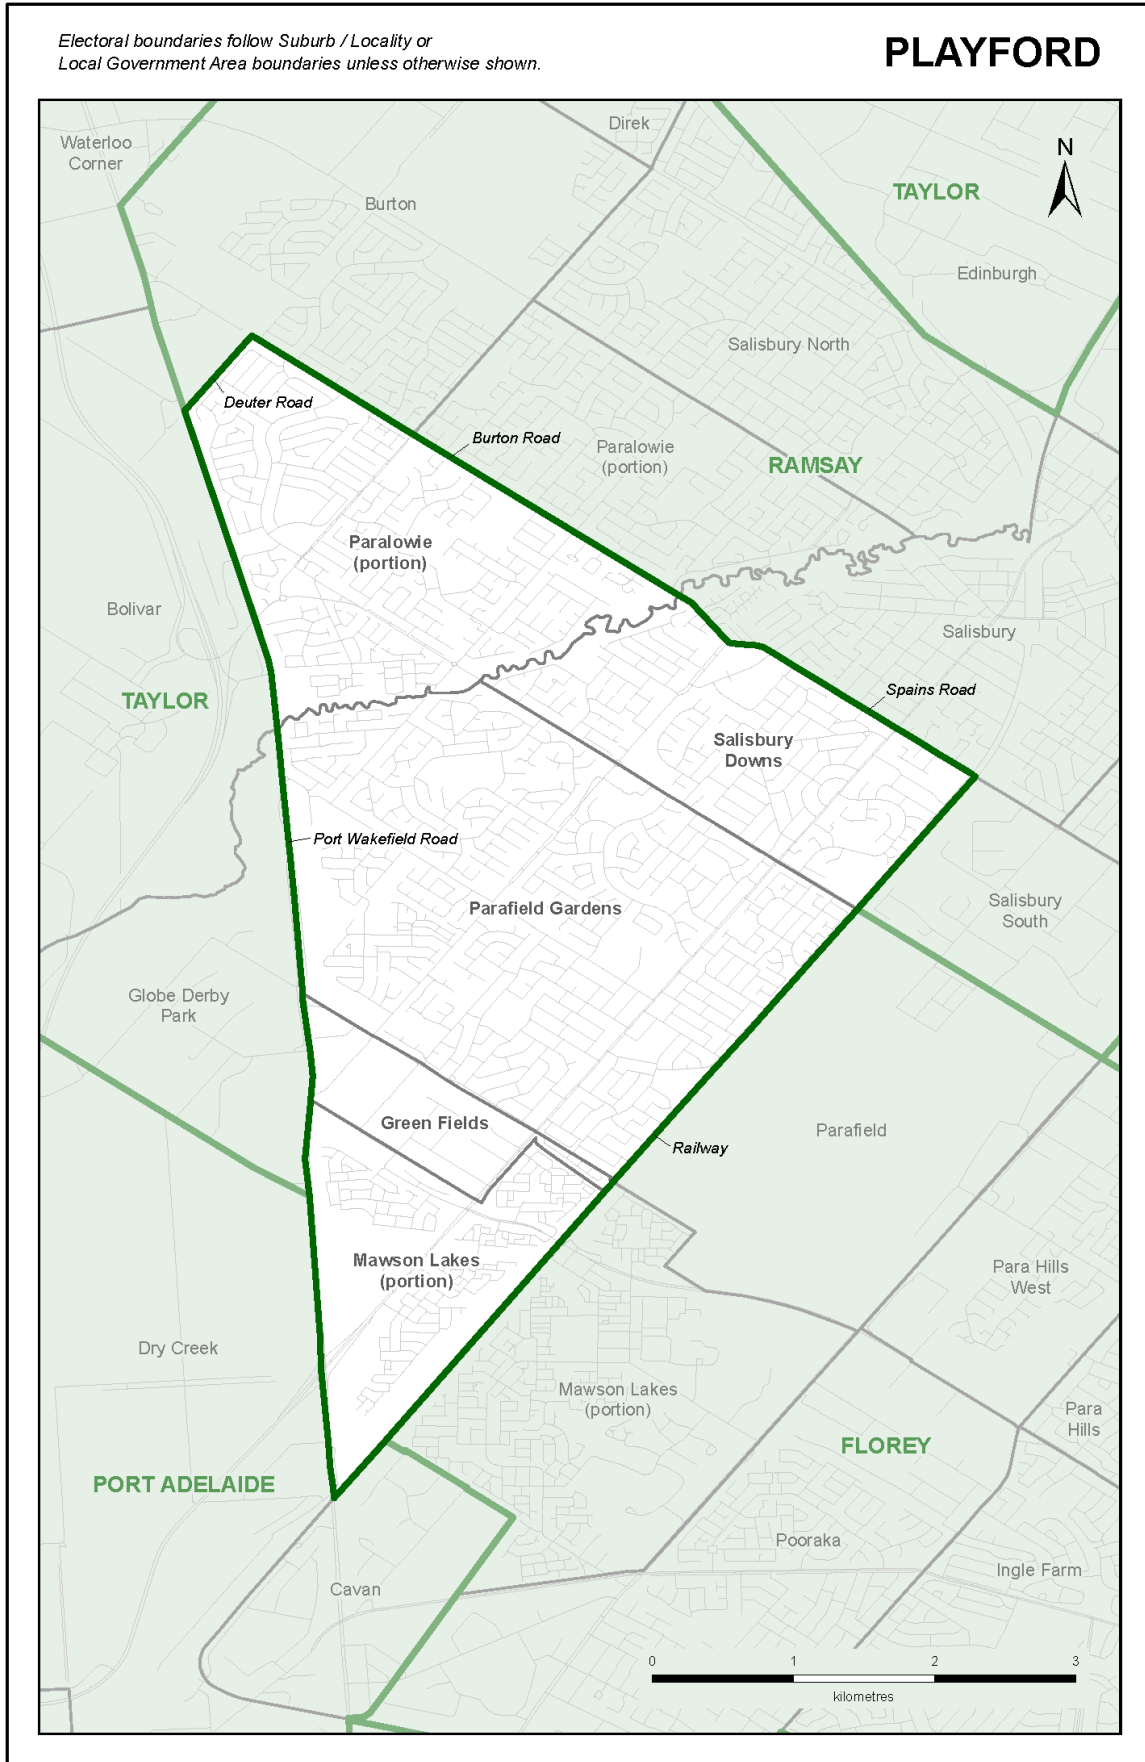 Electoral boundaries follow Suburb / Locality or
Local Government Area boundaries unless otherwise shown.
PLAYFORD
Waterloo
Corner
Direk
N
TAYLOR
Burton
Edinburgh
Salisbury North
Deuter Road
Burton Road
Paralowie
(portion)
RAMSAY
Paralowie
(portion)
Bolivar
Salisbury
TAYLOR
Spains Road
Salisbury
Downs
Port Wakefield Road
Parafield Gardens
Salisbury
South
Globe Derby
Park
Green Fields
Parafield
Railway
Mawson Lakes
(portion)
Para Hills
West
Dry Creek
Mawson Lakes
(portion)
Para
Hills
FLOREY
PORT ADELAIDE
Pooraka
Ingle Farm
Cavan
0 1 2 3
kilometres